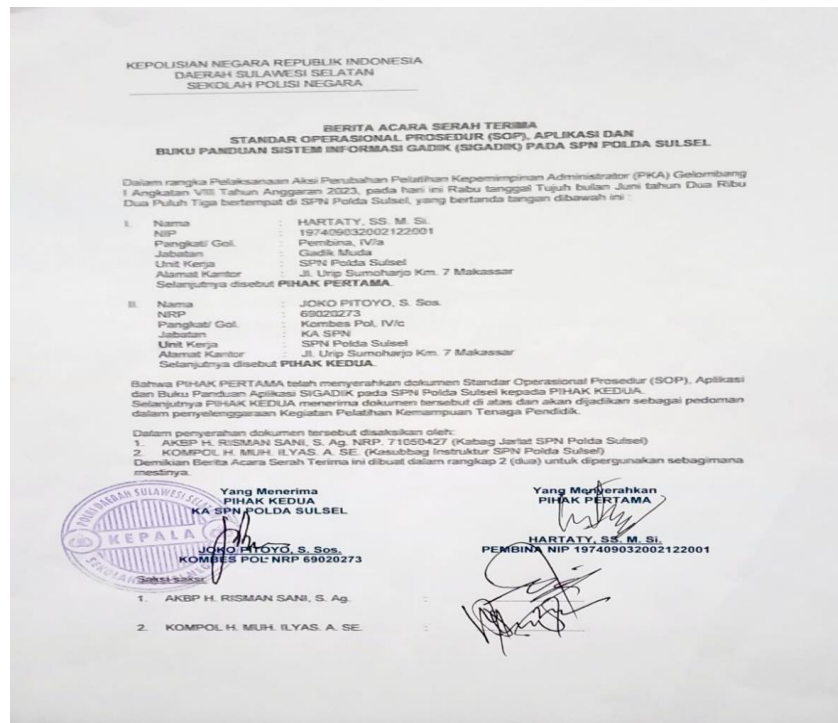 KEPOLISIAN NEGARA REPUBLIK INDONESIA
DAERAH SULAWESI SELATAN
SEKOLAH POLISI NEGARA
BERITA ACARA SERAH TERIMA
STANDAR OPERASIONAL PROSEDUR (SOP), APLIKASI DAN
BUKU PANDUAN SISTEM INFORMASI GADIK (SIGADIK) PADA SPN POLDA SULSEL
Dalam rangka Pelaksanaan Aksi Perubahan Pelatihan Kepemimpinan Administrator (PKA) Gelombang
I Angkatan VIII Tahun Anggaran 2023, pada hari ini Rabu tanggal Tujuh bulan Juni tahun Dua Ribu
Dua Puluh Tiga bertempat di SPN Polda Sulsel, yang bertanda tangan dibawah ini :
I. Nama : HARTATY, SS. M. Si.
NIP : 197409032002122001
Pangkat/ Gol. : Pembina, IV/a
Jabatan : Gadik Muda
Unit Kerja : SPN Polda Sulsel
Alamat Kantor : Jl. Urip Sumoharjo Km. 7 Makassar
Selanjutnya disebut PIHAK PERTAMA.
II. Nama : JOKO PITOYO, S. Sos.
NRP : 69020273
Pangkat/ Gol. : Kombes Pol, IV/c
Jabatan : KA SPN
Unit Kerja : SPN Polda Sulsel
Alamat Kantor : Jl. Urip Sumoharjo Km. 7 Makassar
Selanjutnya disebut PIHAK KEDUA.
Bahwa PIHAK PERTAMA telah menyerahkan dokumen Standar Operasional Prosedur (SOP), Aplikasi
dan Buku Panduan Aplikasi SIGADIK pada SPN Polda Sulsel kepada PIHAK KEDUA.
Selanjutnya PIHAK KEDUA menerima dokumen tersebut di atas dan akan dijadikan sebagai pedoman
dalam penyelenggaraan Kegiatan Pelatihan Kemampuan Tenaga Pendidik.
Dalam penyerahan dokumen tersebut disaksikan oleh:
1. AKBP H. RISMAN SANI, S. Ag. NRP. 71050427 (Kabag Jarlat SPN Polda Sulsel)
2. KOMPOL H. MUH. ILYAS. A. SE. (Kasubbag Instruktur SPN Polda Sulsel)
Demikian Berita Acara Serah Terima ini dibuat dalam rangkap 2 (dua) untuk dipergunakan sebagimana
mestinya.
Yang Menerima
PIHAK KEDUA
KA SPN POLDA SULSEL
JOKO PITOYO, S. Sos.
KOMBES POL NRP 69020273
Yang Menyerahkan
PIHAK PERTAMA
HARTATY, SS. M. Si.
PEMBINA NIP 197409032002122001
KEPALA
Saksi-saksi
1. AKBP H. RISMAN SANI, S. Ag. :
2. KOMPOL H. MUH. ILYAS. A. SE. :